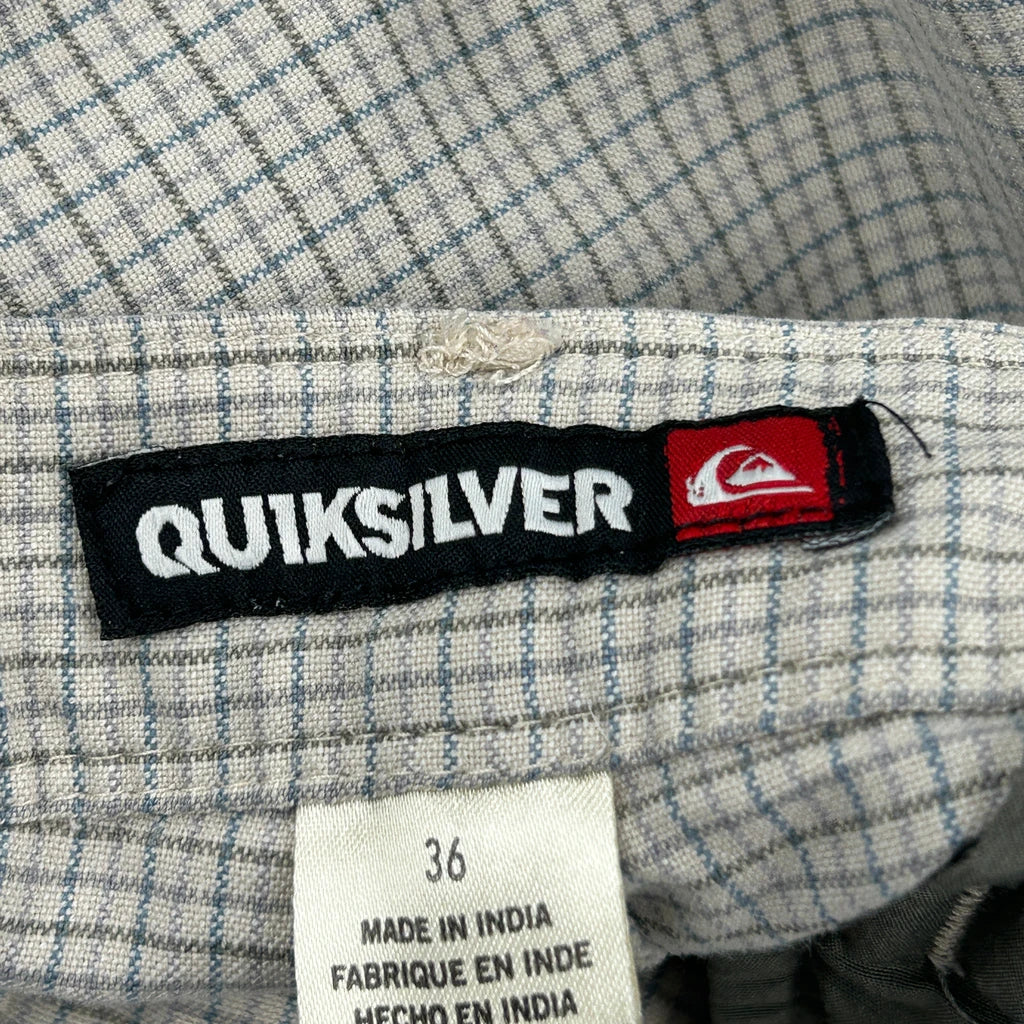 QUIKSILVER
36
MADE IN INDIA
FABRIQUE EN INDE
HECHO EN INDIA